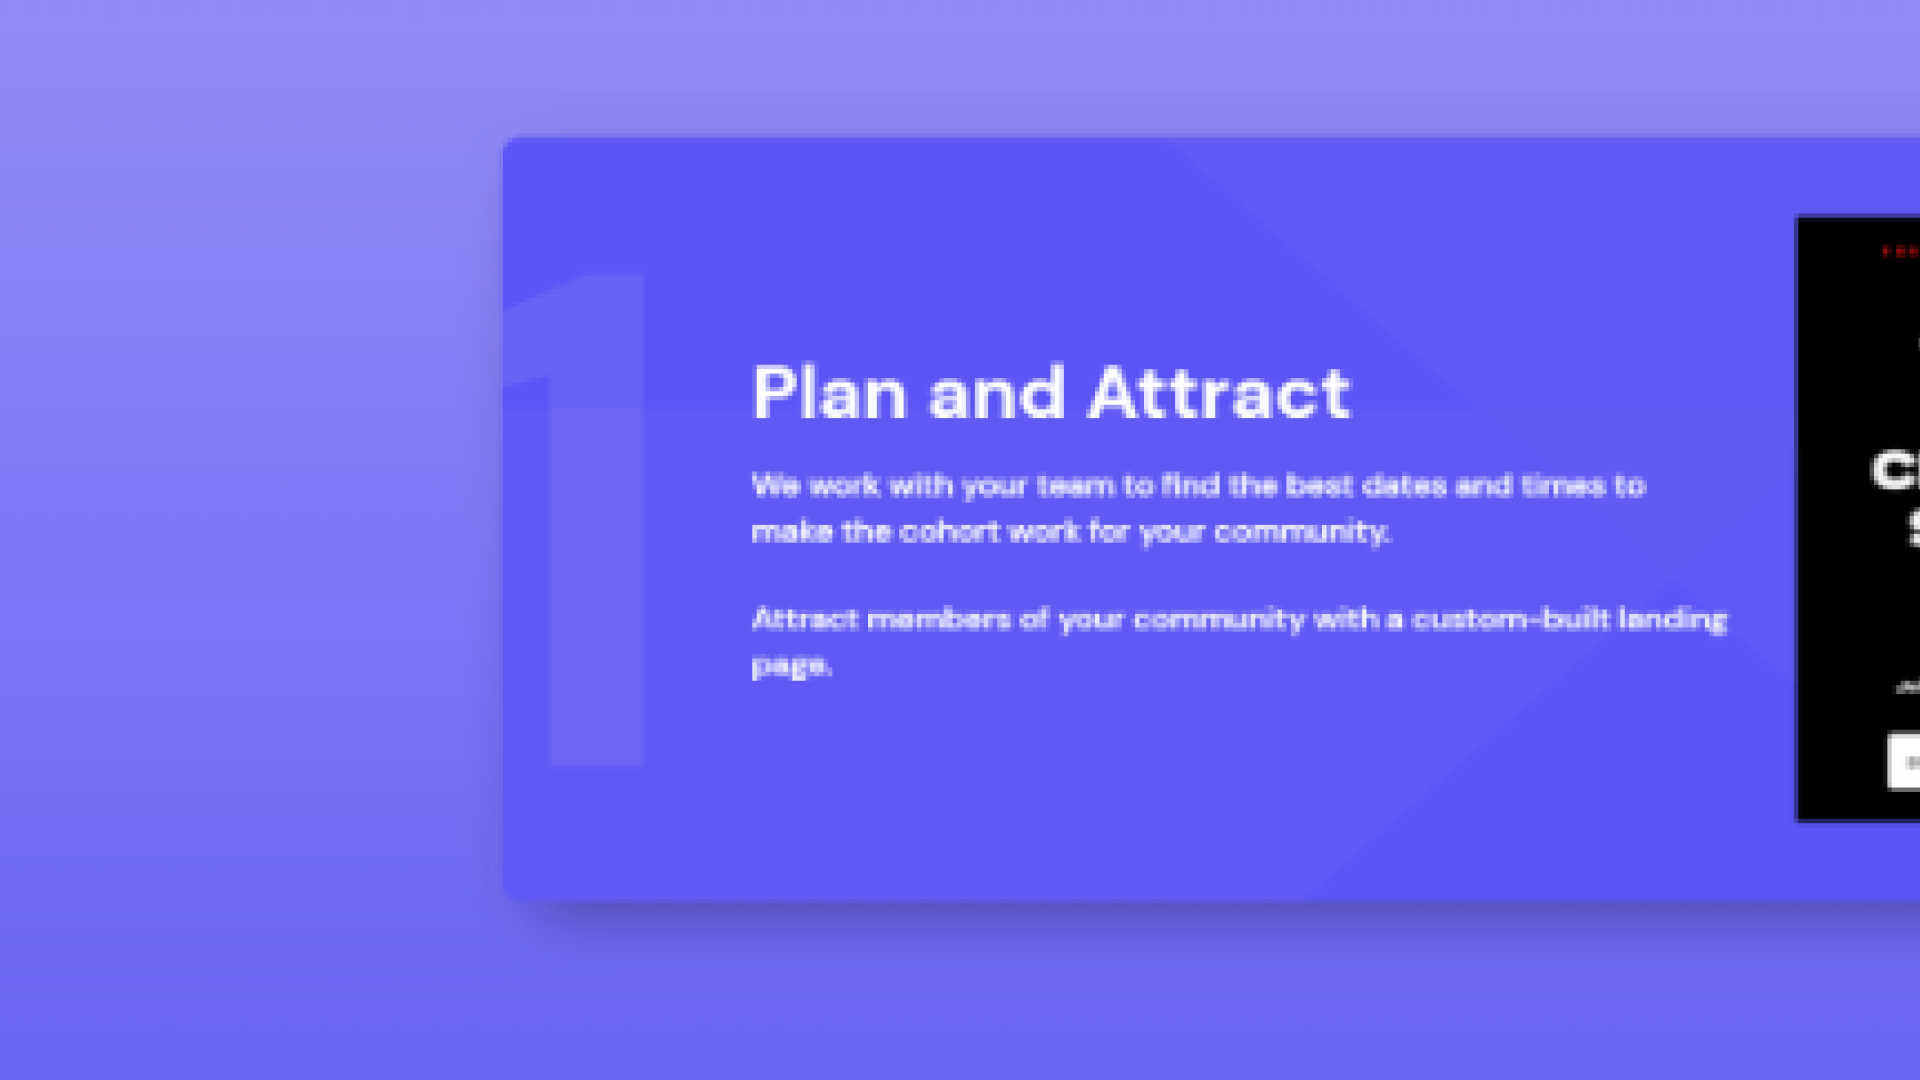 1
Plan and Attract
We work with your team to find the best dates and times to
make the cohort work for your community.
Attract members of your community with a custom-built landing
page.